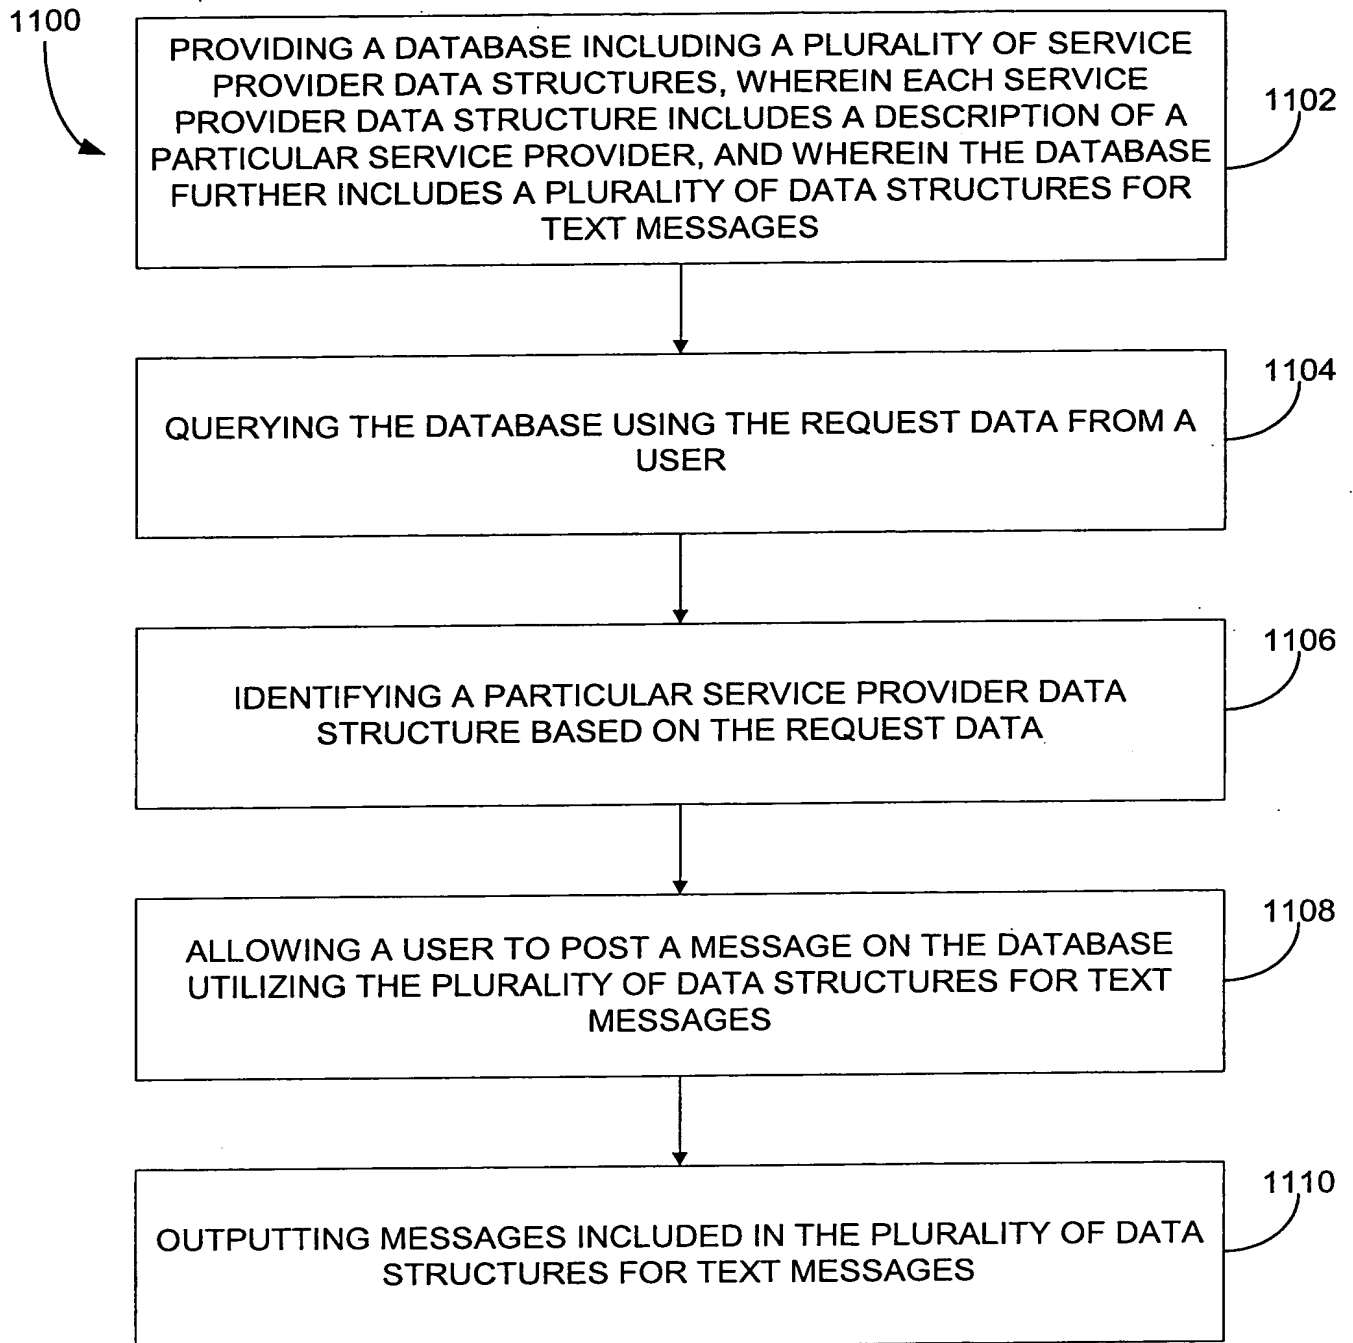 1100
PROVIDING A DATABASE INCLUDING A PLURALITY OF SERVICE
PROVIDER DATA STRUCTURES, WHEREIN EACH SERVICE
PROVIDER DATA STRUCTURE INCLUDES A DESCRIPTION OF A
PARTICULAR SERVICE PROVIDER, AND WHEREIN THE DATABASE
FURTHER INCLUDES A PLURALITY OF DATA STRUCTURES FOR
TEXT MESSAGES
1102
QUERYING THE DATABASE USING THE REQUEST DATA FROM A
USER
1104
IDENTIFYING A PARTICULAR SERVICE PROVIDER DATA
STRUCTURE BASED ON THE REQUEST DATA
1106
ALLOWING A USER TO POST A MESSAGE ON THE DATABASE
UTILIZING THE PLURALITY OF DATA STRUCTURES FOR TEXT
MESSAGES
1108
OUTPUTTING MESSAGES INCLUDED IN THE PLURALITY OF DATA
STRUCTURES FOR TEXT MESSAGES
1110